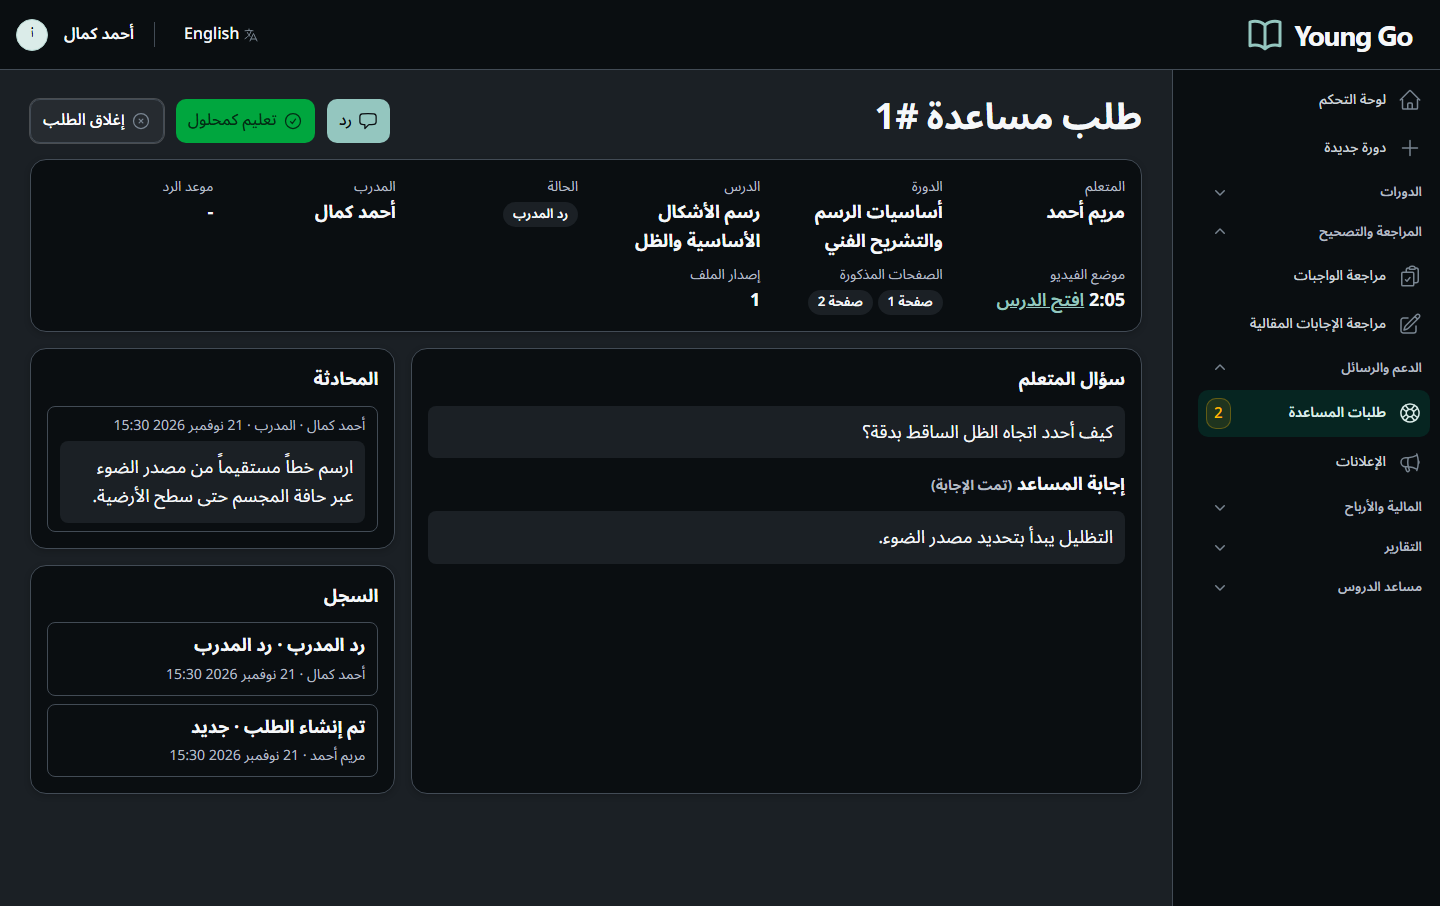 Young Go
English
أحمد كمال
أ
لوحة التحكم
دورة جديدة
الدورات
المراجعة والتصحيح
مراجعة الواجبات
مراجعة الإجابات المقالية
الدعم والرسائل
طلبات المساعدة
2
الإعلانات
المالية والأرباح
التقارير
مساعد الدروس
طلب مساعدة #1
رد
تعليم كمحلول
إغلاق الطلب
المتعلم
مريم أحمد
الدورة
أساسيات الرسم
والتشريح الفني
الدرس
رسم الأشكال
الأساسية والظل
الحالة
رد المدرب
المدرب
أحمد كمال
موعد الرد
-
موضع الفيديو
2:05 افتح الدرس
الصفحات المذكورة
صفحة 1 صفحة 2
إصدار الملف
1
سؤال المتعلم
كيف أحدد اتجاه الظل الساقط بدقة؟
إجابة المساعد (تمت الإجابة)
التظليل يبدأ بتحديد مصدر الضوء.
المحادثة
أحمد كمال · المدرب · 21 نوفمبر 2026 15:30
ارسم خطاً مستقيماً من مصدر الضوء
عبر حافة المجسم حتى سطح الأرضية.
السجل
رد المدرب · رد المدرب
أحمد كمال · 21 نوفمبر 2026 15:30
تم إنشاء الطلب · جديد
مريم أحمد · 21 نوفمبر 2026 15:30